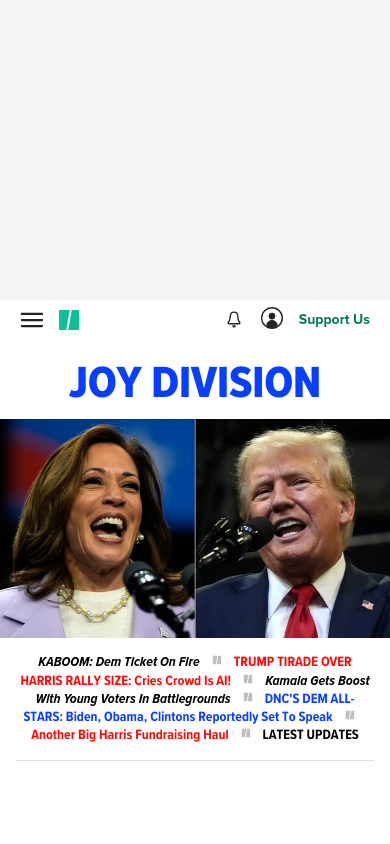 Support Us
JOY DIVISION
KABOOM: Dem Ticket On Fire TRUMP TIRADE OVER
HARRIS RALLY SIZE: Cries Crowd Is AI! Kamala Gets Boost
With Young Voters In Battlegrounds DNC'S DEM ALL-
STARS: Biden, Obama, Clintons Reportedly Set To Speak
Another Big Harris Fundraising Haul LATEST UPDATES